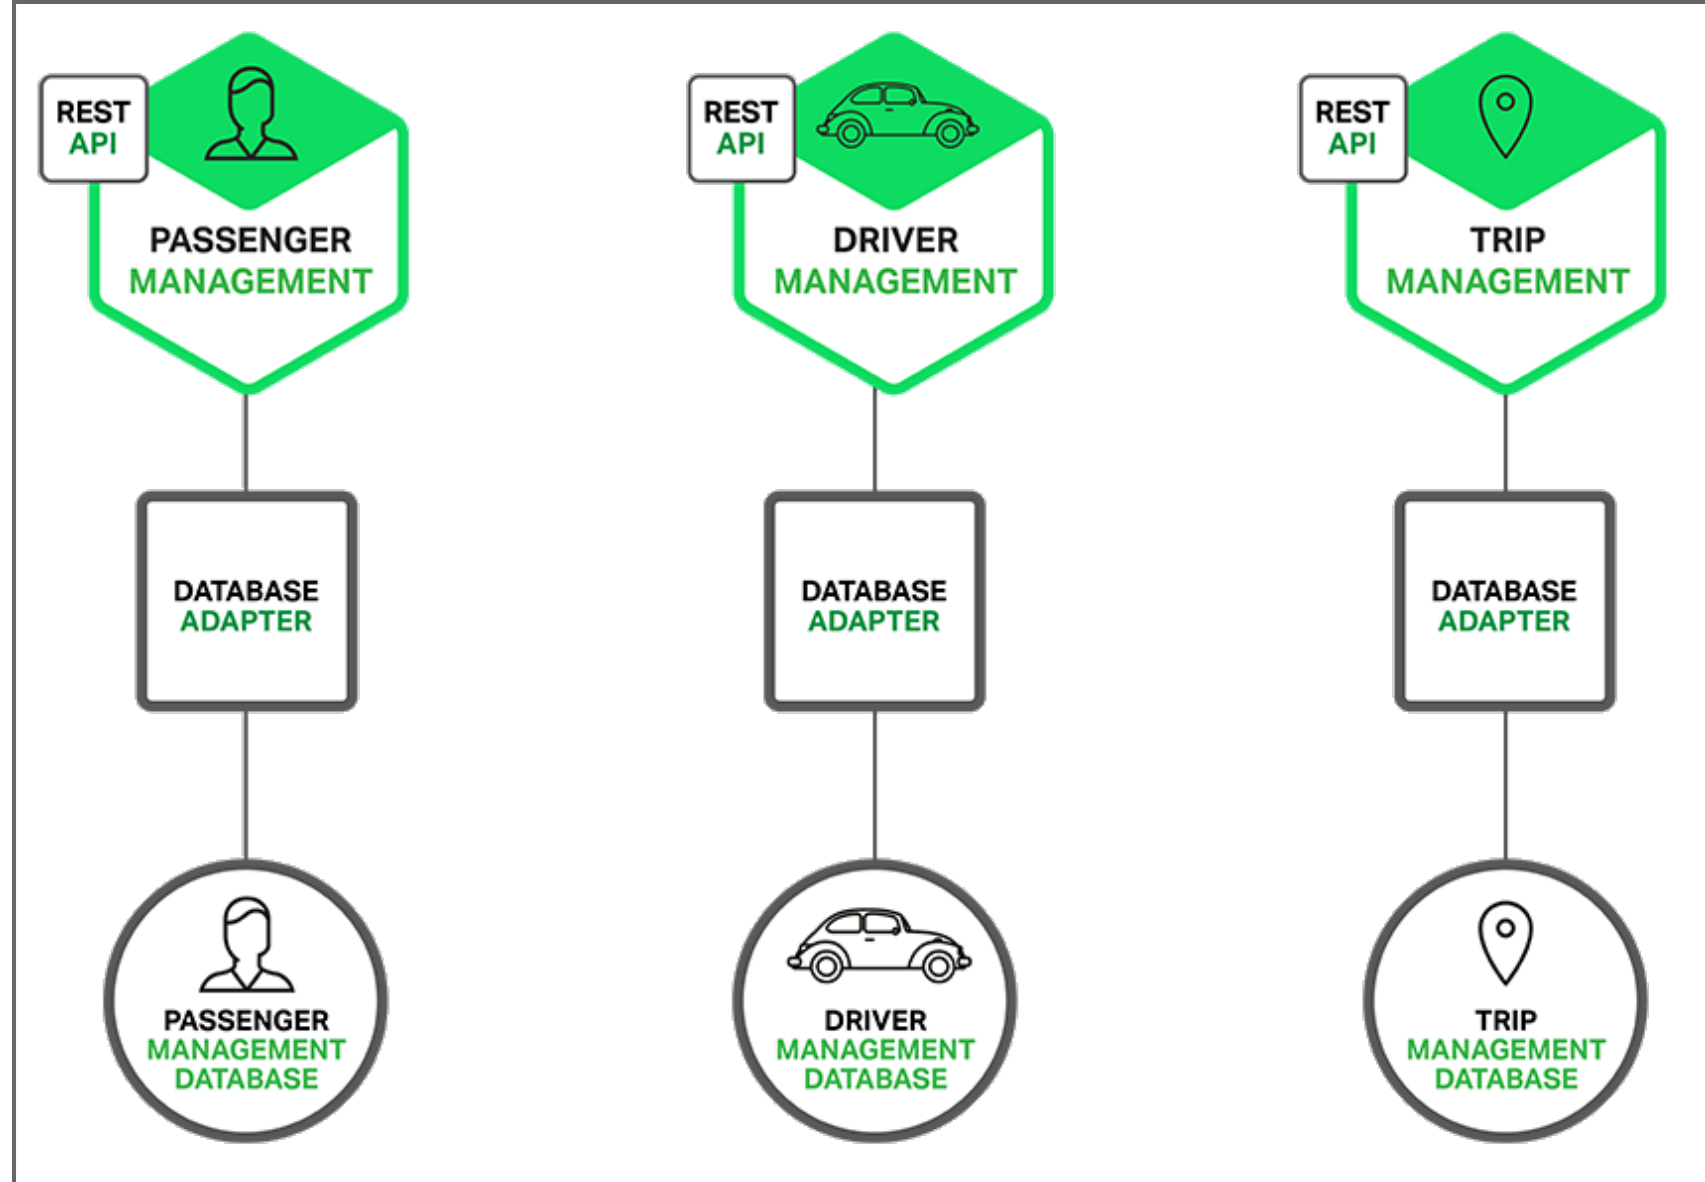 REST
API
PASSENGER
MANAGEMENT
REST
API
DRIVER
MANAGEMENT
REST
API
TRIP
MANAGEMENT
DATABASE
ADAPTER
DATABASE
ADAPTER
DATABASE
ADAPTER
PASSENGER
MANAGEMENT
DATABASE
DRIVER
MANAGEMENT
DATABASE
TRIP
MANAGEMENT
DATABASE